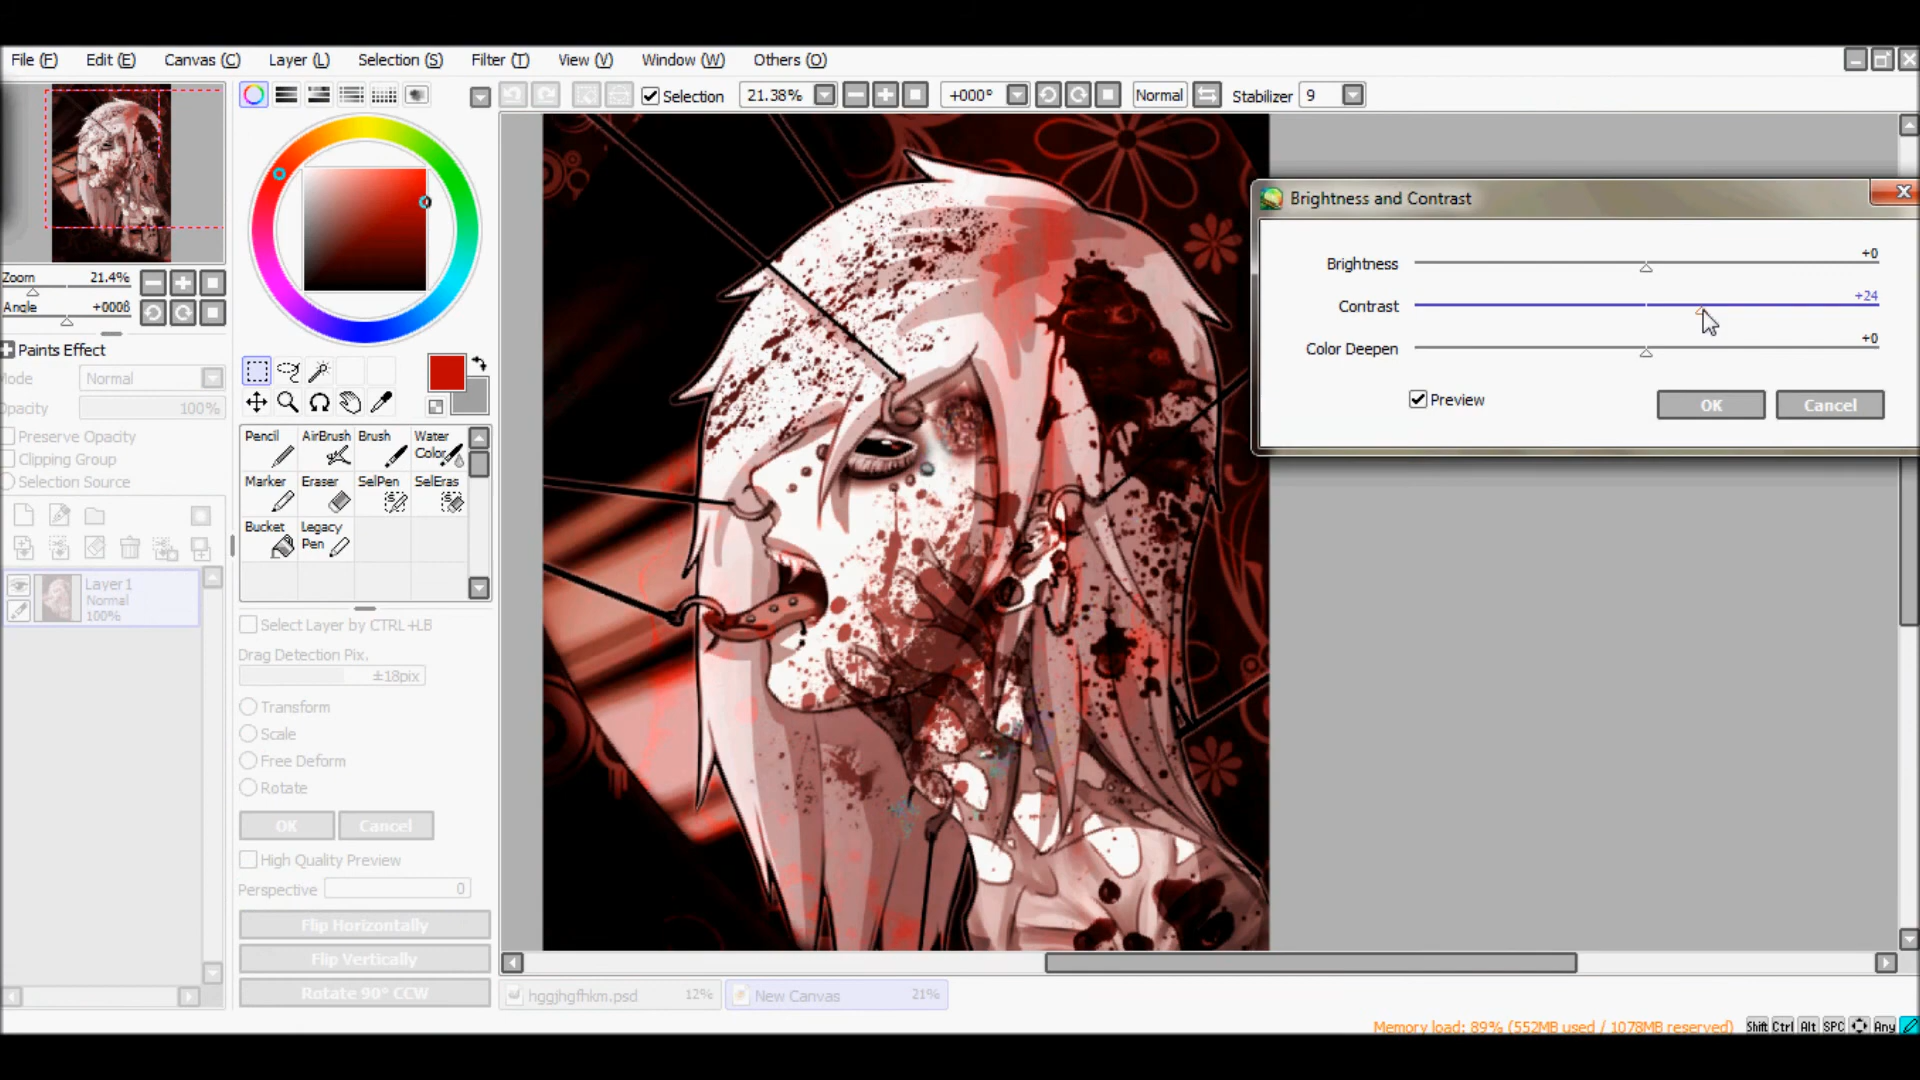 File (F) Edit (E) Canvas (C) Layer (L) Selection (S) Filter (T) View (V) Window (W) Others (O)
Selection 21.38% +000° Normal Stabilizer 9
Zoom 21.4%
Angle +000ß
Paints Effect
Mode Normal
Opacity 100%
Preserve Opacity
Clipping Group
Selection Source
Layer1
Normal
100%
Pencil AirBrush Brush Water Color
Marker Eraser SelPen SelEras
Bucket Legacy Pen
Select Layer by CTRL+LB
Drag Detection Pix.
±18pix
Transform
Scale
Free Deform
Rotate
OK Cancel
High Quality Preview
Perspective 0
Flip Horizontally
Flip Vertically
Rotate 90° CCW
Brightness and Contrast
Brightness +0
Contrast +24
Color Deepen +0
Preview OK Cancel
hggjhgfhkm.psd 12% New Canvas 21%
Memory load: 89% (552MB used / 1078MB reserved) Shift Ctrl Alt SPC Any